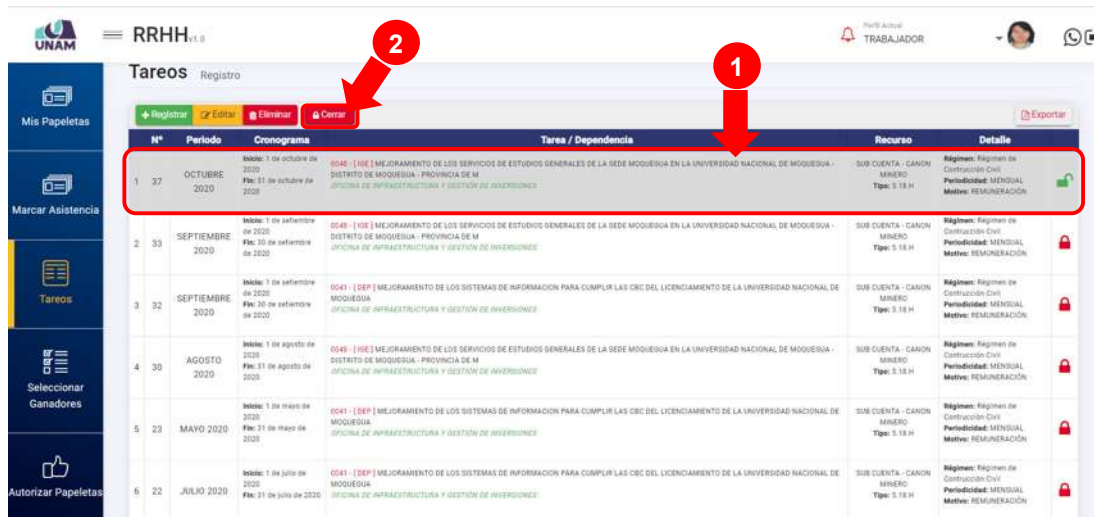 UNAM
RRHH v1.0
2
Perfil Actual
TRABAJADOR
Tareos Registro
1
Mis Papeletas
Marcar Asistencia
Tareos
Seleccionar
Ganadores
Autorizar Papeletas
Registrar Editar Eliminar Cerrar Exportar
N° Periodo Cronograma Tarea / Dependencia Recurso Detalle
1 37 OCTUBRE 2020
Inicio: 1 de octubre de 2020
Fin: 31 de octubre de 2020
MEJORAMIENTO DE LOS SERVICIOS DE ESTUDIOS GENERALES DE LA SEDE MOQUEGUA EN LA UNIVERSIDAD NACIONAL DE MOQUEGUA -
DISTRITO DE MOQUEGUA - PROVINCIA DE M
OFICINA DE INFRAESTRUCTURA Y GESTIÓN DE INVERSIONES
SUB CUENTA - CANON MINERO
Tipo: 5.18.H
Régimen: Régimen de Contrucción Civil
Periodicidad: MENSUAL
Motivo: REMUNERACIÓN
2 33 SEPTIEMBRE 2020
Inicio: 1 de setiembre de 2020
Fin: 30 de setiembre de 2020
MEJORAMIENTO DE LOS SERVICIOS DE ESTUDIOS GENERALES DE LA SEDE MOQUEGUA EN LA UNIVERSIDAD NACIONAL DE MOQUEGUA -
DISTRITO DE MOQUEGUA - PROVINCIA DE M
OFICINA DE INFRAESTRUCTURA Y GESTIÓN DE INVERSIONES
SUB CUENTA - CANON MINERO
Tipo: 5.18.H
Régimen: Régimen de Contrucción Civil
Periodicidad: MENSUAL
Motivo: REMUNERACIÓN
3 32 SEPTIEMBRE 2020
Inicio: 1 de setiembre de 2020
Fin: 30 de setiembre de 2020
0041 - [ DEP ] MEJORAMIENTO DE LOS SISTEMAS DE INFORMACION PARA CUMPLIR LAS CBC DEL LICENCIAMIENTO DE LA UNIVERSIDAD NACIONAL DE
MOQUEGUA
OFICINA DE INFRAESTRUCTURA Y GESTIÓN DE INVERSIONES
SUB CUENTA - CANON MINERO
Tipo: 5.18.H
Régimen: Régimen de Contrucción Civil
Periodicidad: MENSUAL
Motivo: REMUNERACIÓN
4 30 AGOSTO 2020
Inicio: 1 de agosto de 2020
Fin: 31 de agosto de 2020
MEJORAMIENTO DE LOS SERVICIOS DE ESTUDIOS GENERALES DE LA SEDE MOQUEGUA EN LA UNIVERSIDAD NACIONAL DE MOQUEGUA -
DISTRITO DE MOQUEGUA - PROVINCIA DE M
OFICINA DE INFRAESTRUCTURA Y GESTIÓN DE INVERSIONES
SUB CUENTA - CANON MINERO
Tipo: 5.18.H
Régimen: Régimen de Contrucción Civil
Periodicidad: MENSUAL
Motivo: REMUNERACIÓN
5 23 MAYO 2020
Inicio: 1 de mayo de 2020
Fin: 31 de mayo de 2020
0041 - [ DEP ] MEJORAMIENTO DE LOS SISTEMAS DE INFORMACION PARA CUMPLIR LAS CBC DEL LICENCIAMIENTO DE LA UNIVERSIDAD NACIONAL DE
MOQUEGUA
OFICINA DE INFRAESTRUCTURA Y GESTIÓN DE INVERSIONES
SUB CUENTA - CANON MINERO
Tipo: 5.18.H
Régimen: Régimen de Contrucción Civil
Periodicidad: MENSUAL
Motivo: REMUNERACIÓN
6 22 JULIO 2020
Inicio: 1 de julio de 2020
Fin: 31 de julio de 2020
0041 - [ DEP ] MEJORAMIENTO DE LOS SISTEMAS DE INFORMACION PARA CUMPLIR LAS CBC DEL LICENCIAMIENTO DE LA UNIVERSIDAD NACIONAL DE
MOQUEGUA
OFICINA DE INFRAESTRUCTURA Y GESTIÓN DE INVERSIONES
SUB CUENTA - CANON MINERO
Tipo: 5.18.H
Régimen: Régimen de Contrucción Civil
Periodicidad: MENSUAL
Motivo: REMUNERACIÓN